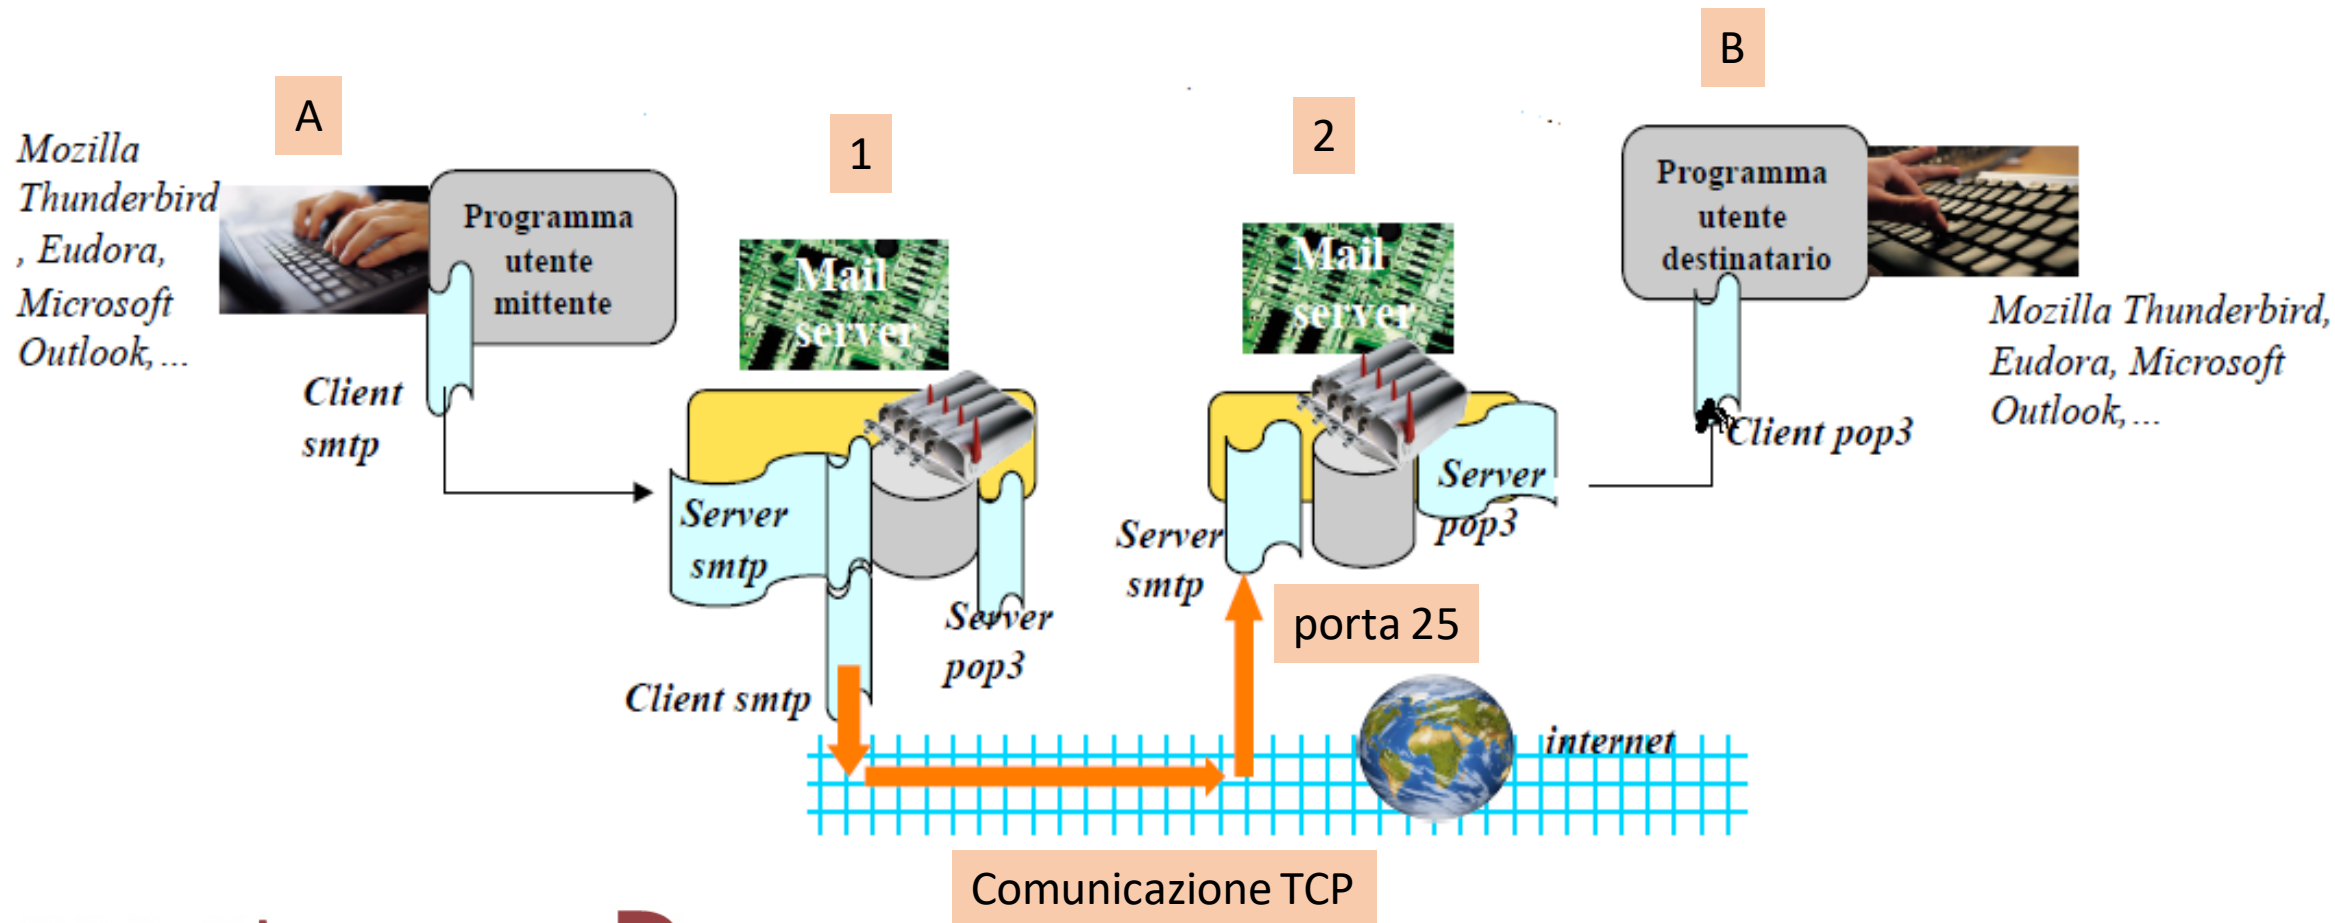 A
Mozilla
Thunderbird
, Eudora,
Microsoft
Outlook, ...
Programma
utente
mittente
Client
smtp
1
Mail
server
Server
smtp
Client smtp
Server
pop3
2
Mail
server
Server
smtp
Server
pop3
porta 25
internet
Comunicazione TCP
B
Programma
utente
destinatario
Client pop3
Mozilla Thunderbird,
Eudora, Microsoft
Outlook, ...